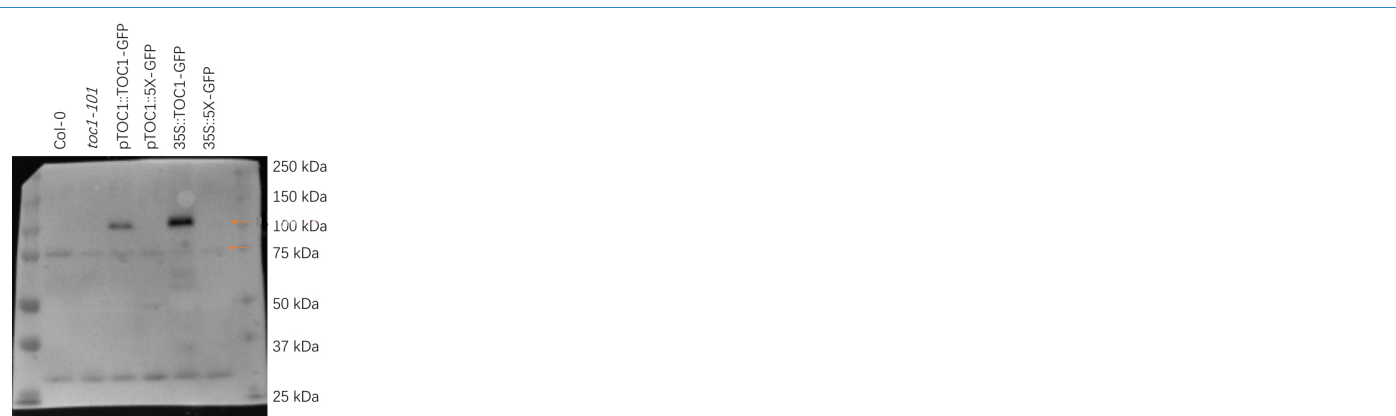 Col-0
toc1-101
pTOC1::TOC1-GFP
pTOC1::5X-GFP
35S::TOC1-GFP
35S::5X-GFP
250 kDa
150 kDa
100 kDa
75 kDa
50 kDa
37 kDa
25 kDa